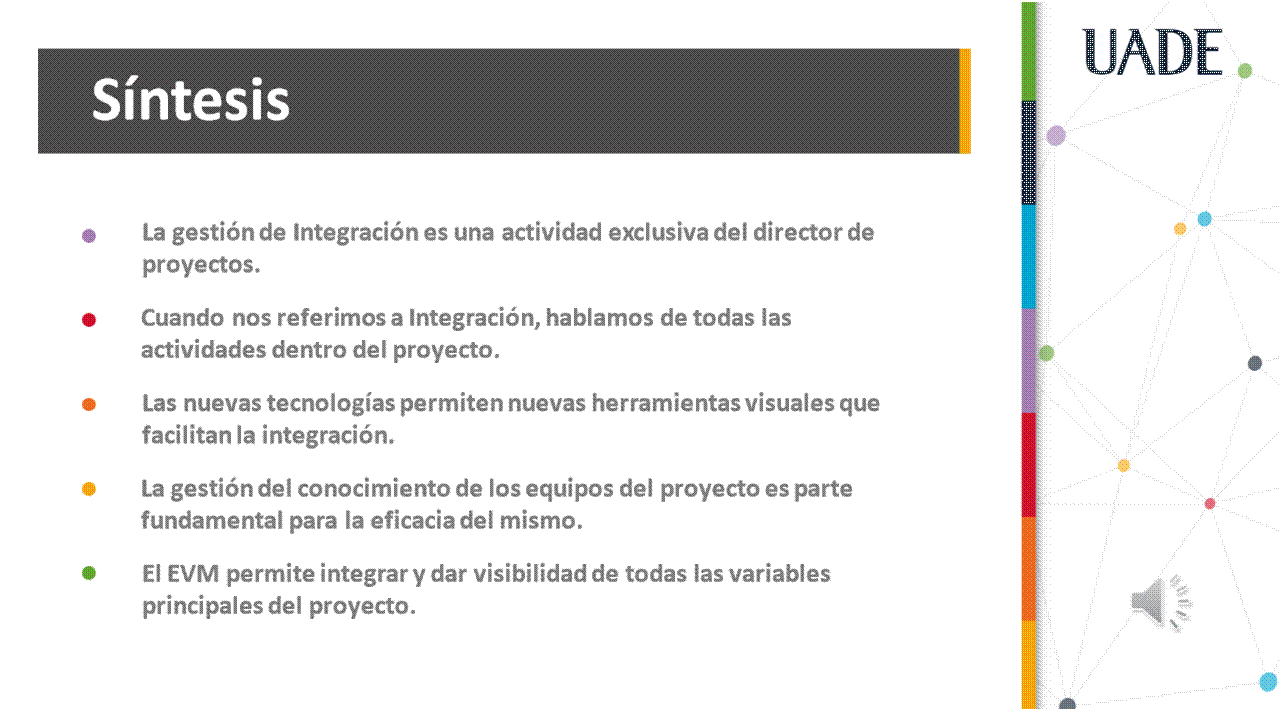 UADE
Síntesis
La gestión de Integración es una actividad exclusiva del director de
proyectos.
Cuando nos referimos a Integración, hablamos de todas las
actividades dentro del proyecto.
Las nuevas tecnologías permiten nuevas herramientas visuales que
facilitan la integración.
La gestión del conocimiento de los equipos del proyecto es parte
fundamental para la eficacia del mismo.
El EVM permite integrar y dar visibilidad de todas las variables
principales del proyecto.